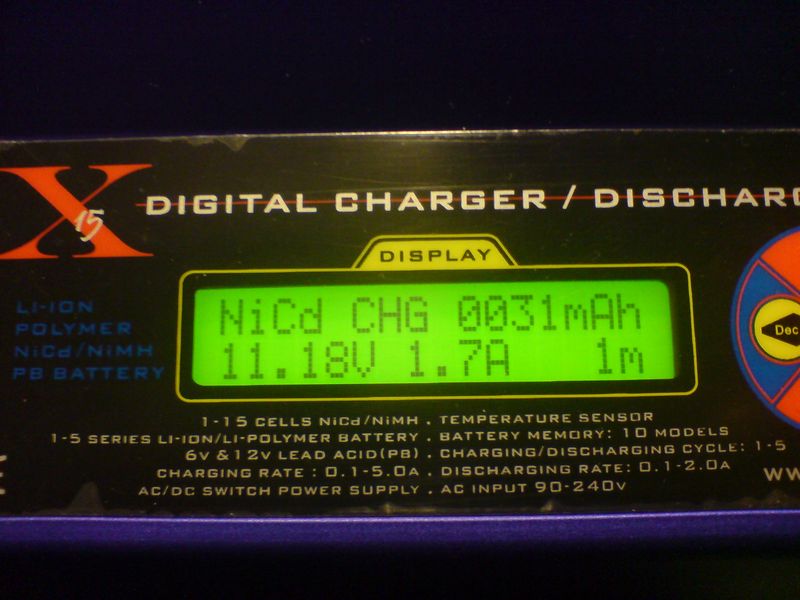 X
15
DIGITAL CHARGER / DISCHARG
DISPLAY
LI-ION
POLYMER
NiCd/NiMH
PB BATTERY
NiCd CHG 0031mAh
11.18V 1.7A 1m
Dec
1-15 CELLS NiCd/NiMH . TEMPERATURE SENSOR
1-5 SERIES LI-ION/LI-POLYMER BATTERY . BATTERY MEMORY: 10 MODELS
6V &12V LEAD ACID(PB) . CHARGING/DISCHARGING CYCLE: 1-5
CHARGING RATE : 0.1-5.0A . DISCHARGING RATE: 0.1-2.0A
AC/DC SWITCH POWER SUPPLY . AC INPUT 90-240V